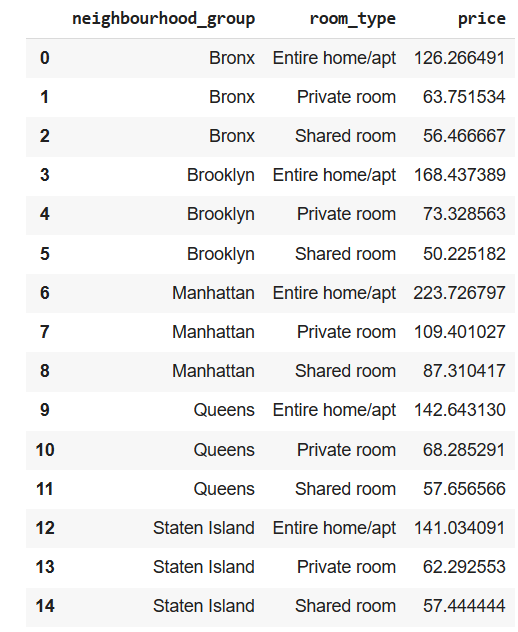 neighbourhood_group room_type price
0 Bronx Entire home/apt 126.266491
1 Bronx Private room 63.751534
2 Bronx Shared room 56.466667
3 Brooklyn Entire home/apt 168.437389
4 Brooklyn Private room 73.328563
5 Brooklyn Shared room 50.225182
6 Manhattan Entire home/apt 223.726797
7 Manhattan Private room 109.401027
8 Manhattan Shared room 87.310417
9 Queens Entire home/apt 142.643130
10 Queens Private room 68.285291
11 Queens Shared room 57.656566
12 Staten Island Entire home/apt 141.034091
13 Staten Island Private room 62.292553
14 Staten Island Shared room 57.444444